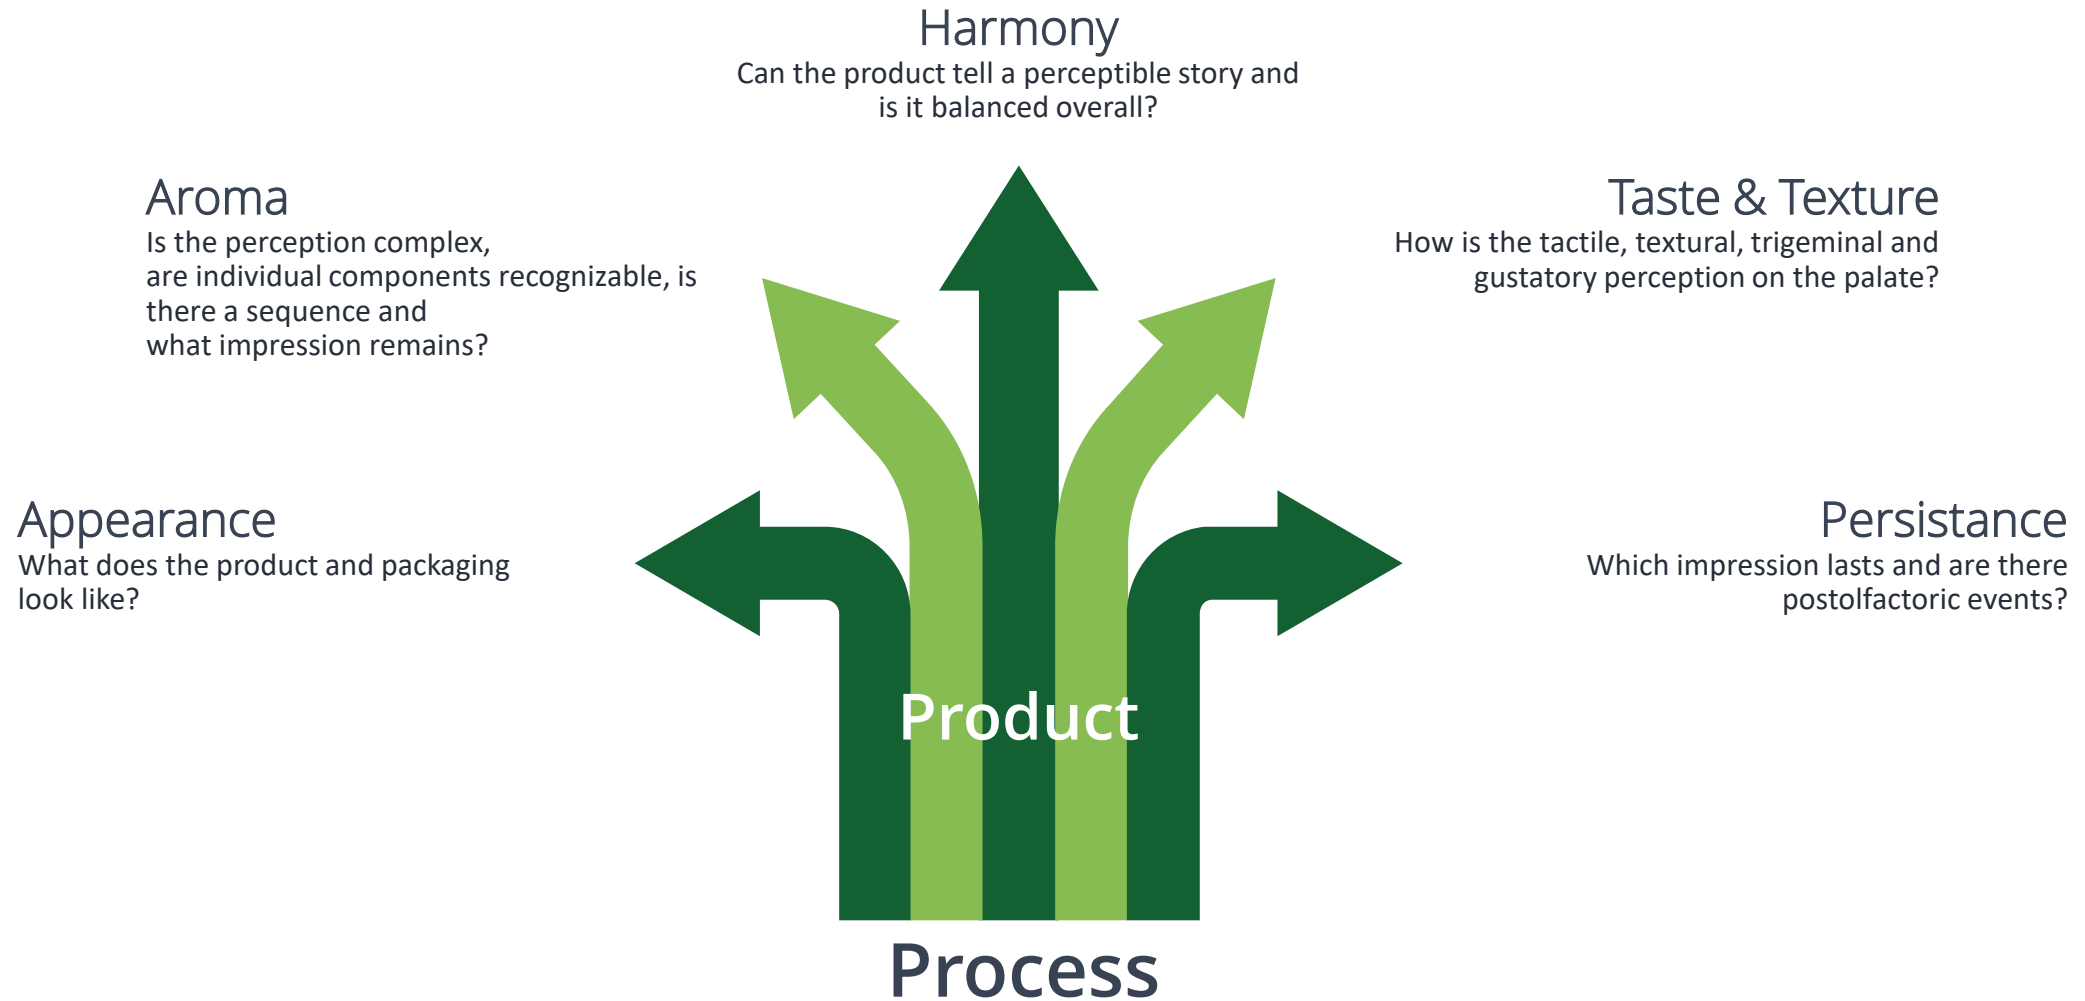 Harmony
Can the product tell a perceptible story and
is it balanced overall?
Aroma
Is the perception complex,
are individual components recognizable, is
there a sequence and
what impression remains?
Taste & Texture
How is the tactile, textural, trigeminal and
gustatory perception on the palate?
Appearance
What does the product and packaging
look like?
Persistance
Which impression lasts and are there
postolfactoric events?
Product
Process